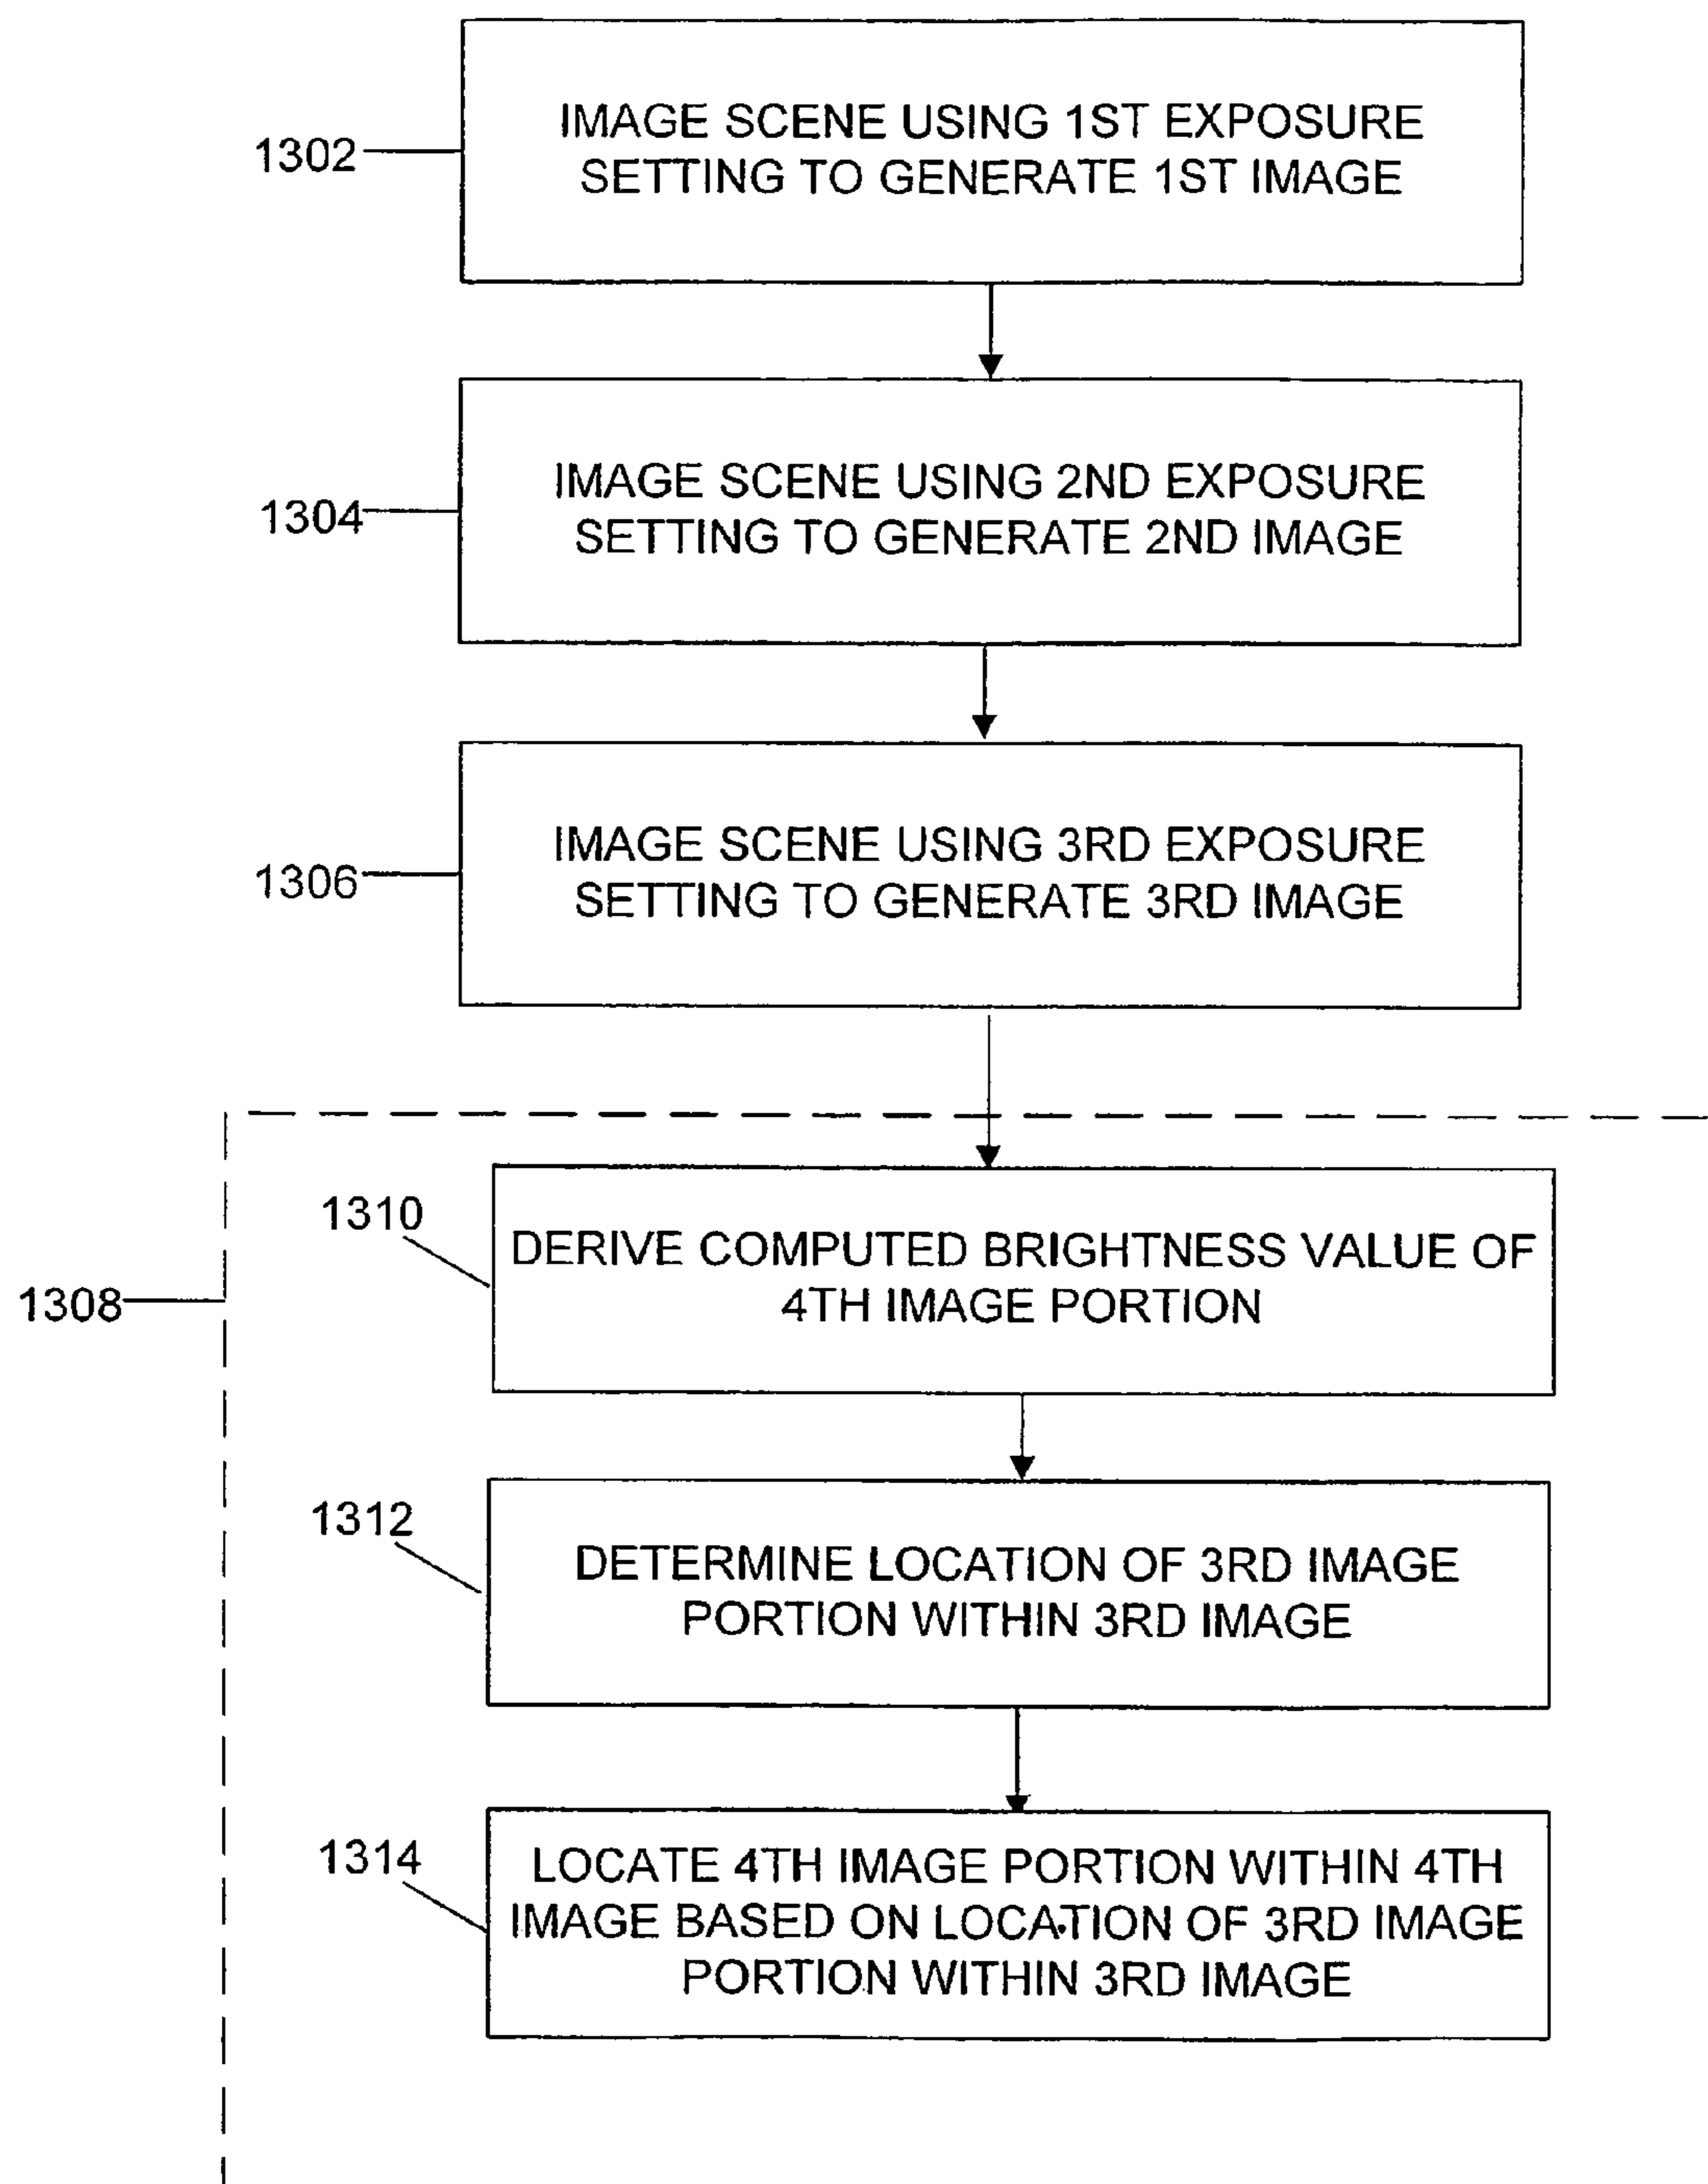 1302
IMAGE SCENE USING 1ST EXPOSURE
SETTING TO GENERATE 1ST IMAGE
1304
IMAGE SCENE USING 2ND EXPOSURE
SETTING TO GENERATE 2ND IMAGE
1306
IMAGE SCENE USING 3RD EXPOSURE
SETTING TO GENERATE 3RD IMAGE
1308
1310
DERIVE COMPUTED BRIGHTNESS VALUE OF
4TH IMAGE PORTION
1312
DETERMINE LOCATION OF 3RD IMAGE
PORTION WITHIN 3RD IMAGE
1314
LOCATE 4TH IMAGE PORTION WITHIN 4TH
IMAGE BASED ON LOCATION OF 3RD IMAGE
PORTION WITHIN 3RD IMAGE